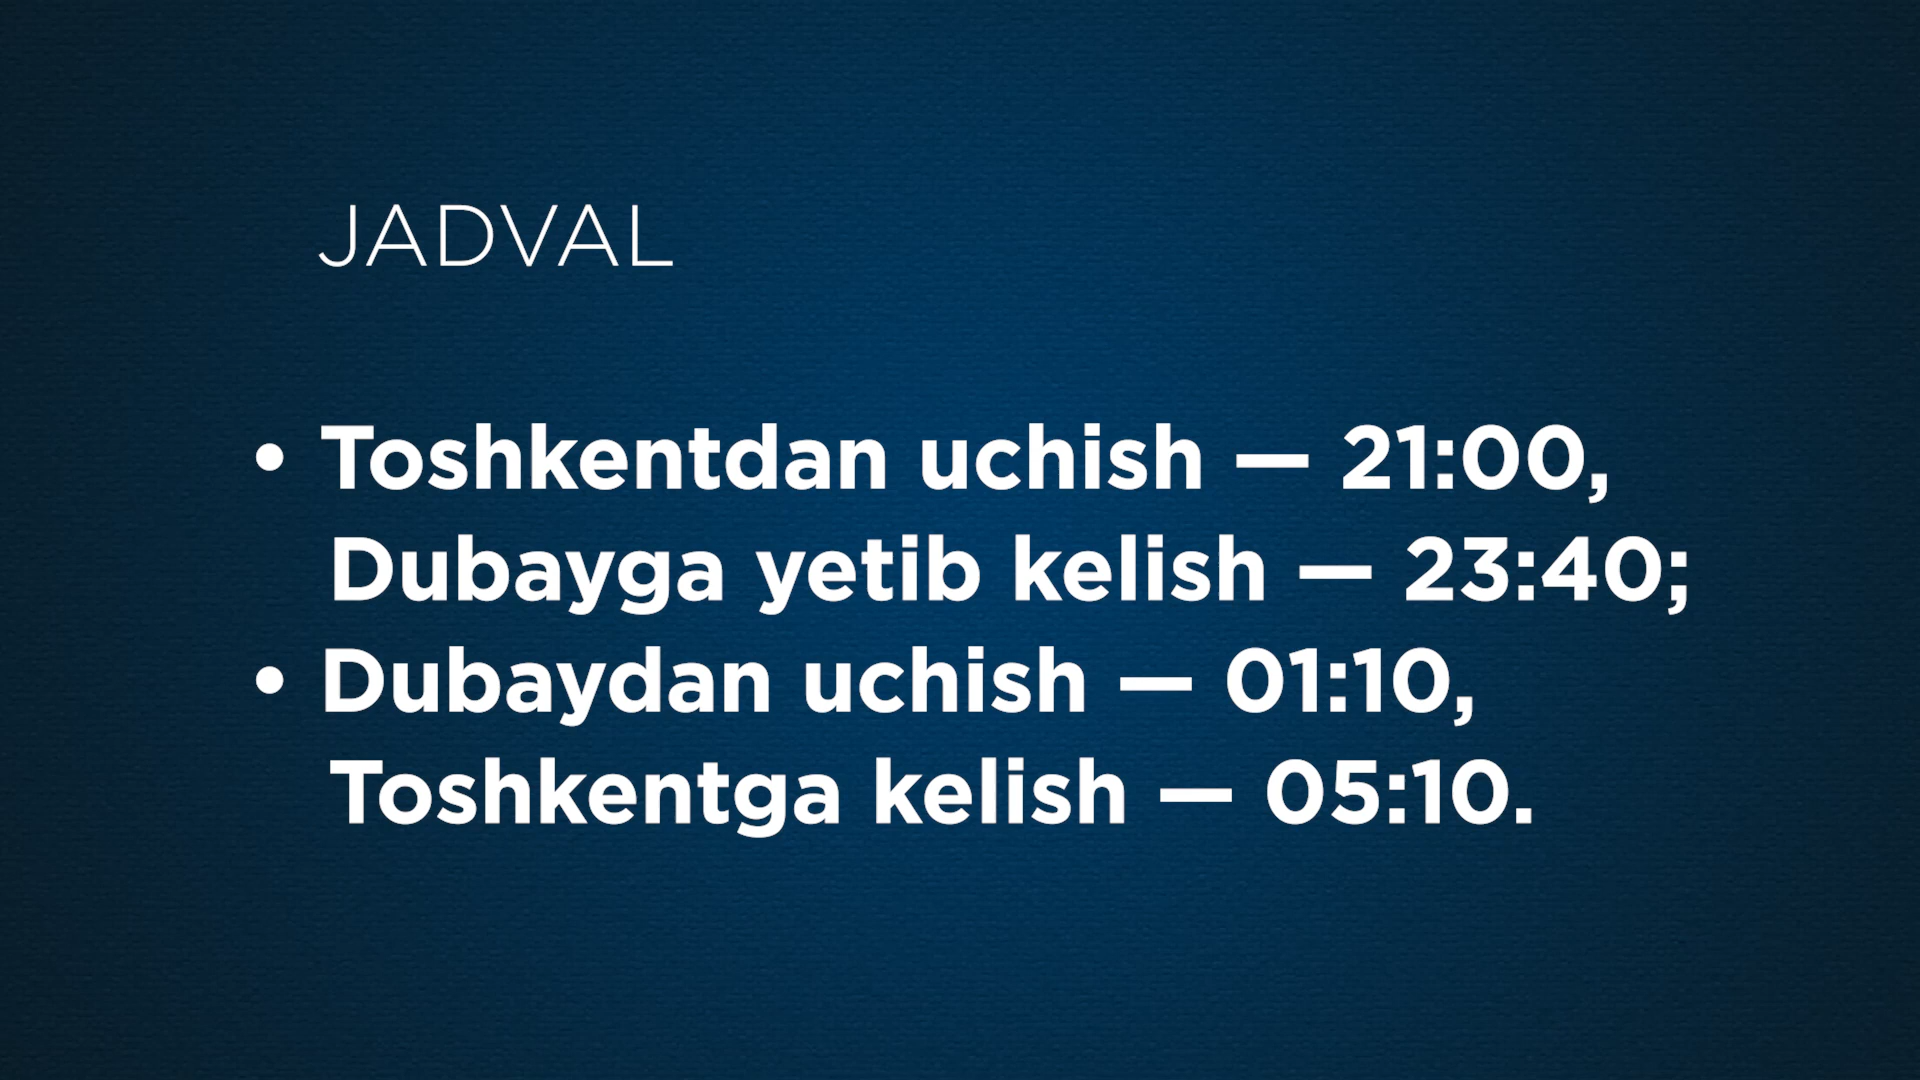 JADVAL
• Toshkentdan uchish — 21:00,
Dubayga yetib kelish — 23:40;
• Dubaydan uchish — 01:10,
Toshkentga kelish — 05:10.